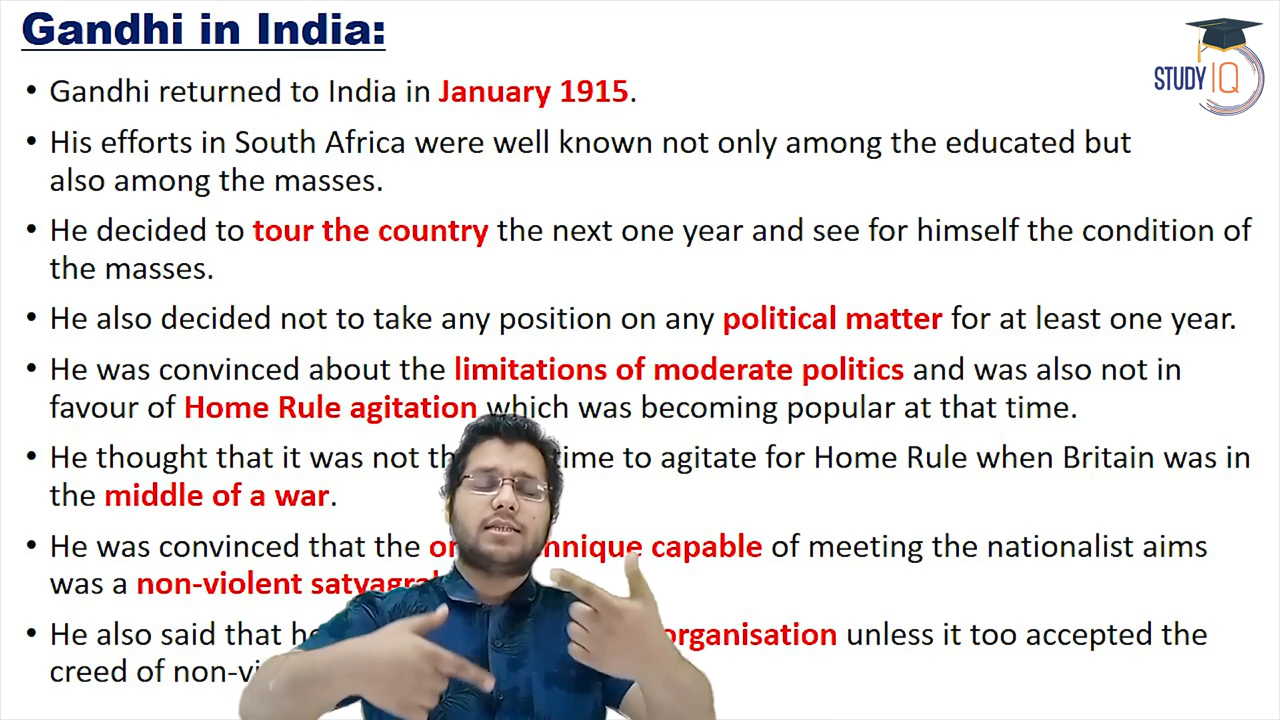 Gandhi in India:
STUDY IQ
• Gandhi returned to India in January 1915.
• His efforts in South Africa were well known not only among the educated but
also among the masses.
• He decided to tour the country the next one year and see for himself the condition of
the masses.
• He also decided not to take any position on any political matter for at least one year.
• He was convinced about the limitations of moderate politics and was also not in
favour of Home Rule agitation which was becoming popular at that time.
• He thought that it was not time to agitate for Home Rule when Britain was in
the middle of a war.
• He was convinced that the capable of meeting the nationalist aims
was a non-violent satyagrah
• He also said that organisation unless it too accepted the
creed of